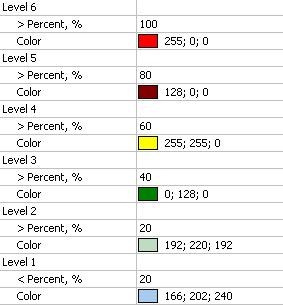 Level 6
> Percent, % 100
Color 255; 0; 0
Level 5
> Percent, % 80
Color 128; 0; 0
Level 4
> Percent, % 60
Color 255; 255; 0
Level 3
> Percent, % 40
Color 0; 128; 0
Level 2
> Percent, % 20
Color 192; 220; 192
Level 1
< Percent, % 20
Color 166; 202; 240